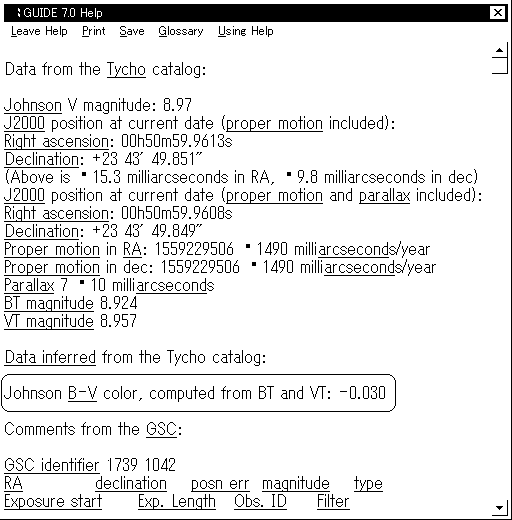 GUIDE 7.0 Help
Leave Help Print Save Glossary Using Help
Data from the Tycho catalog:
Johnson V magnitude: 8.97
J2000 position at current date (proper motion included):
Right ascension: 00h50m59.9613s
Declination: +23 43' 49.851"
(Above is ▪ 15.3 milliarcseconds in RA, ▪ 9.8 milliarcseconds in dec)
J2000 position at current date (proper motion and parallax included):
Right ascension: 00h50m59.9608s
Declination: +23 43' 49.849"
Proper motion in RA: 1559229506 ▪ 1490 milliarcseconds/year
Proper motion in dec: 1559229506 ▪ 1490 milliarcseconds/year
Parallax 7 ▪ 10 milliarcseconds
BT magnitude 8.924
VT magnitude 8.957
Data inferred from the Tycho catalog:
Johnson B-V color, computed from BT and VT: -0.030
Comments from the GSC:
GSC identifier 1739 1042
RA declination posn err magnitude type
Exposure start Exp. Length Obs. ID Filter